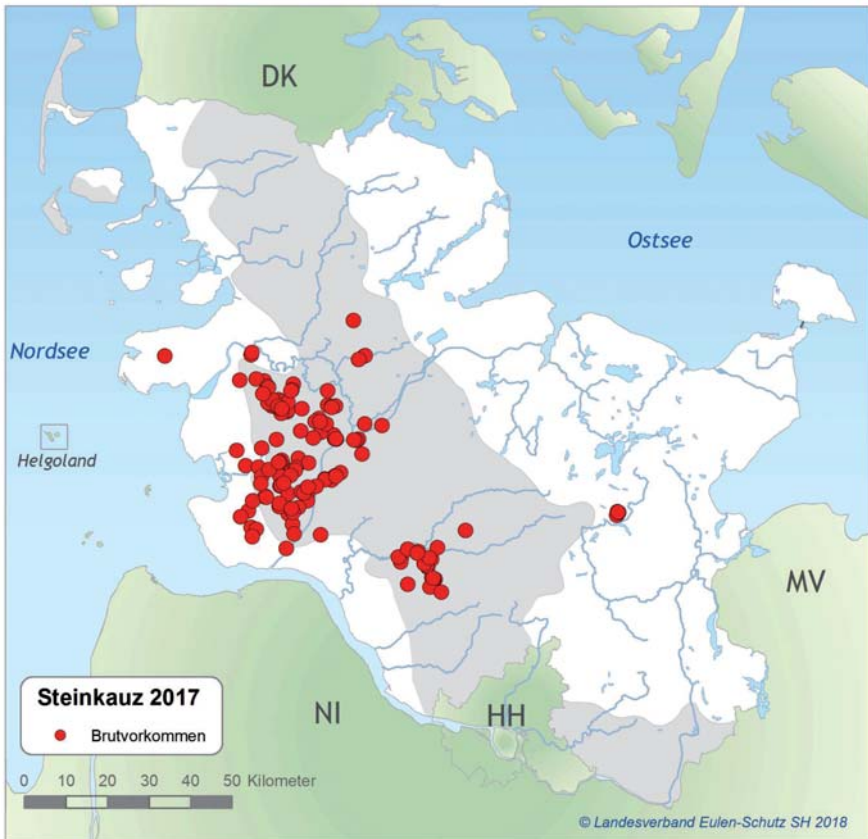 DK
Ostsee
Nordsee
Helgoland
MV
Steinkauz 2017
Brutvorkommen
NI
HH
0 10 20 30 40 50 Kilometer
© Landesverband Eulen-Schutz SH 2018